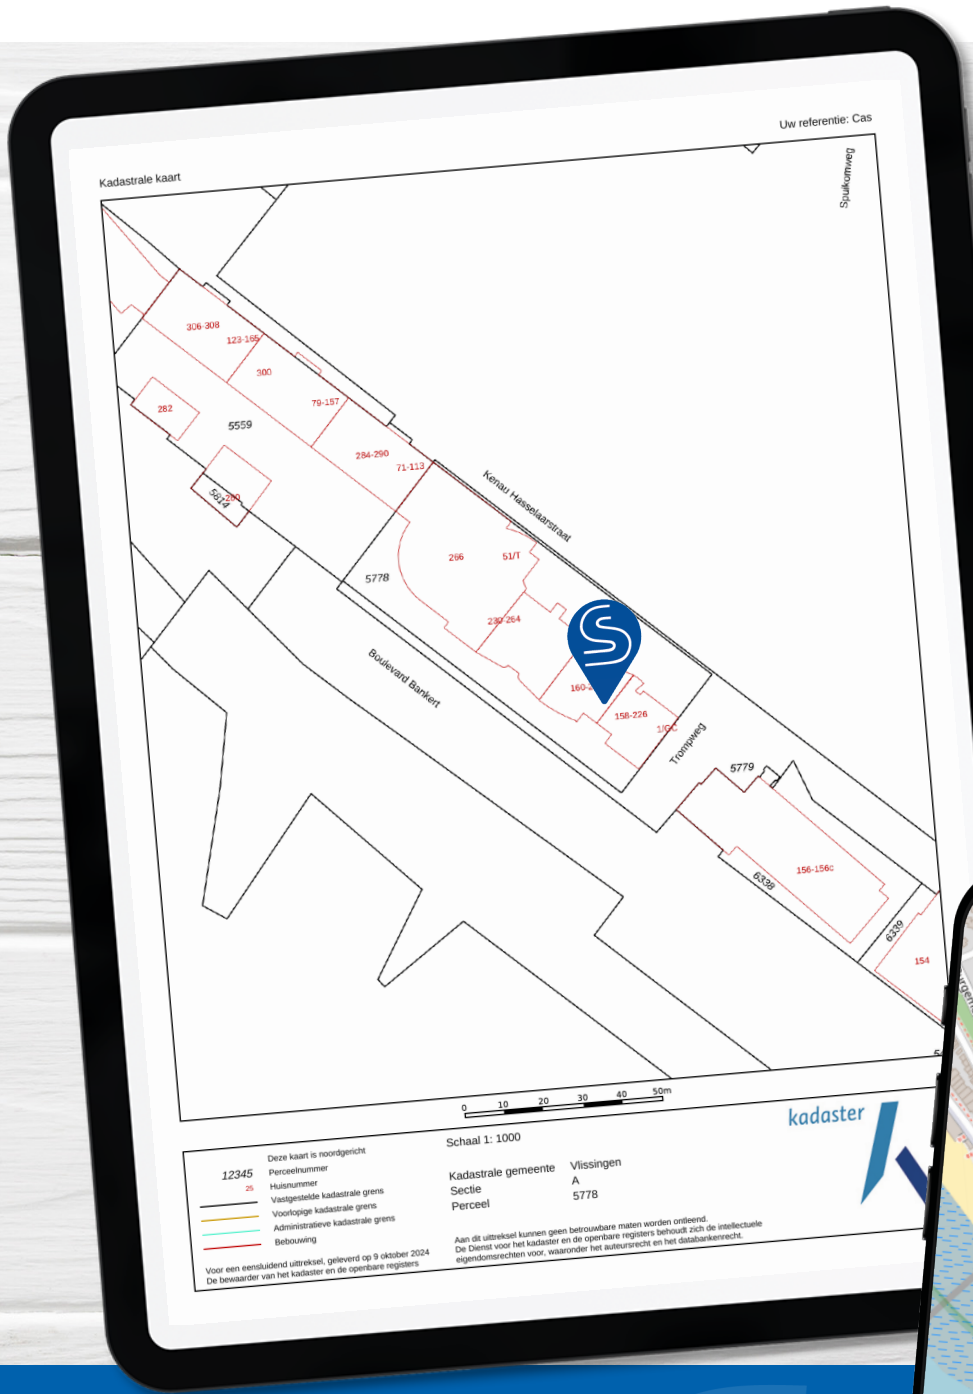 Uw referentie: Cas
Kadastrale kaart
Spuikomweg
306-308
123-165
300
79-157
282
5559
284-290
71-113
Kenau Hasselaarstraat
5814
266
51/T
5778
230-264
S
Boulevard Bankert
158-226
1/GC
Trompweg
5779
156-156c
6338
6339
154
0 10 20 30 40 50m
Schaal 1: 1000
kadaster
Deze kaart is noordgericht
12345 Perceelnummer
25 Huisnummer
Vastgestelde kadastrale grens
Voorlopige kadastrale grens
Administratieve kadastrale grens
Bebouwing
Kadastrale gemeente Vlissingen
Sectie A
Perceel 5778
Voor een eensluidend uittreksel, geleverd op 9 oktober 2024
De bewaarder van het kadaster en de openbare registers
Aan dit uittreksel kunnen geen betrouwbare maten worden ontleend.
De Dienst voor het kadaster en de openbare registers behoudt zich de intellectuele
eigendomsrechten voor, waaronder het auteursrecht en het databankenrecht.